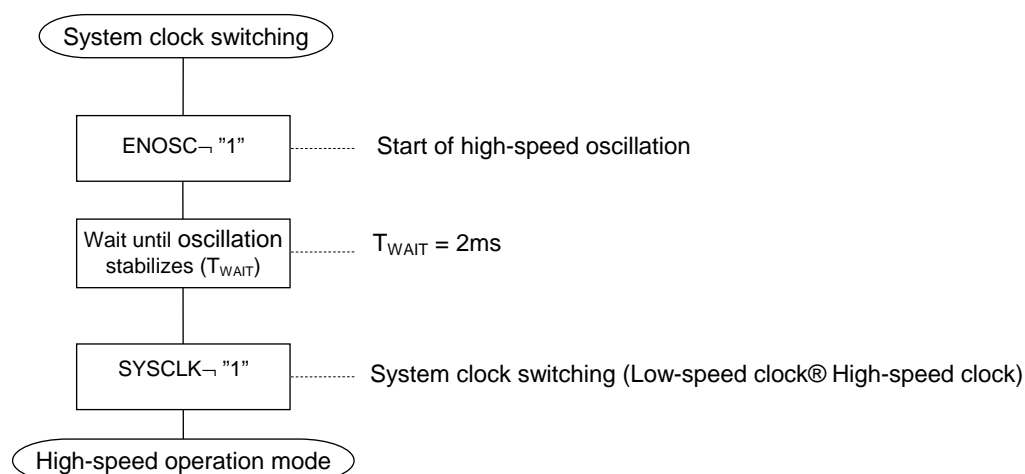 System clock switching
ENOSC¬ ”1”
Start of high-speed oscillation
Wait until oscillation
stabilizes (TWAIT)
TWAIT = 2ms
SYSCLK¬ ”1”
System clock switching (Low-speed clock® High-speed clock)
High-speed operation mode